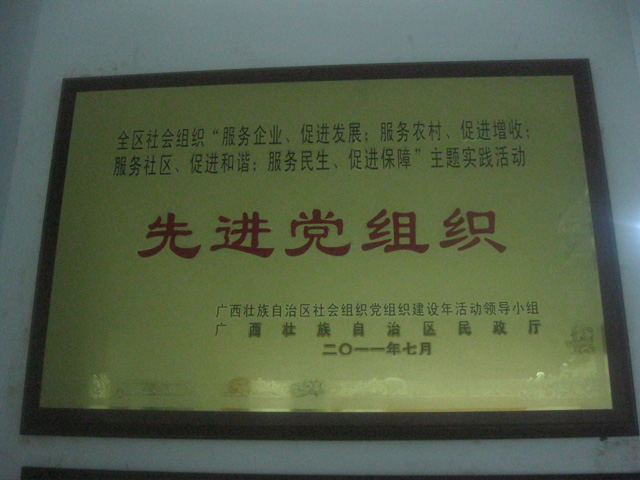 全区社会组织“服务企业、促进发展；服务农村、促进增收；
服务社区、促进和谐；服务民生、促进保障”主题实践活动
先进党组织
广西壮族自治区社会组织党组织建设年活动领导小组
广西壮族自治区民政厅
二〇一一年七月